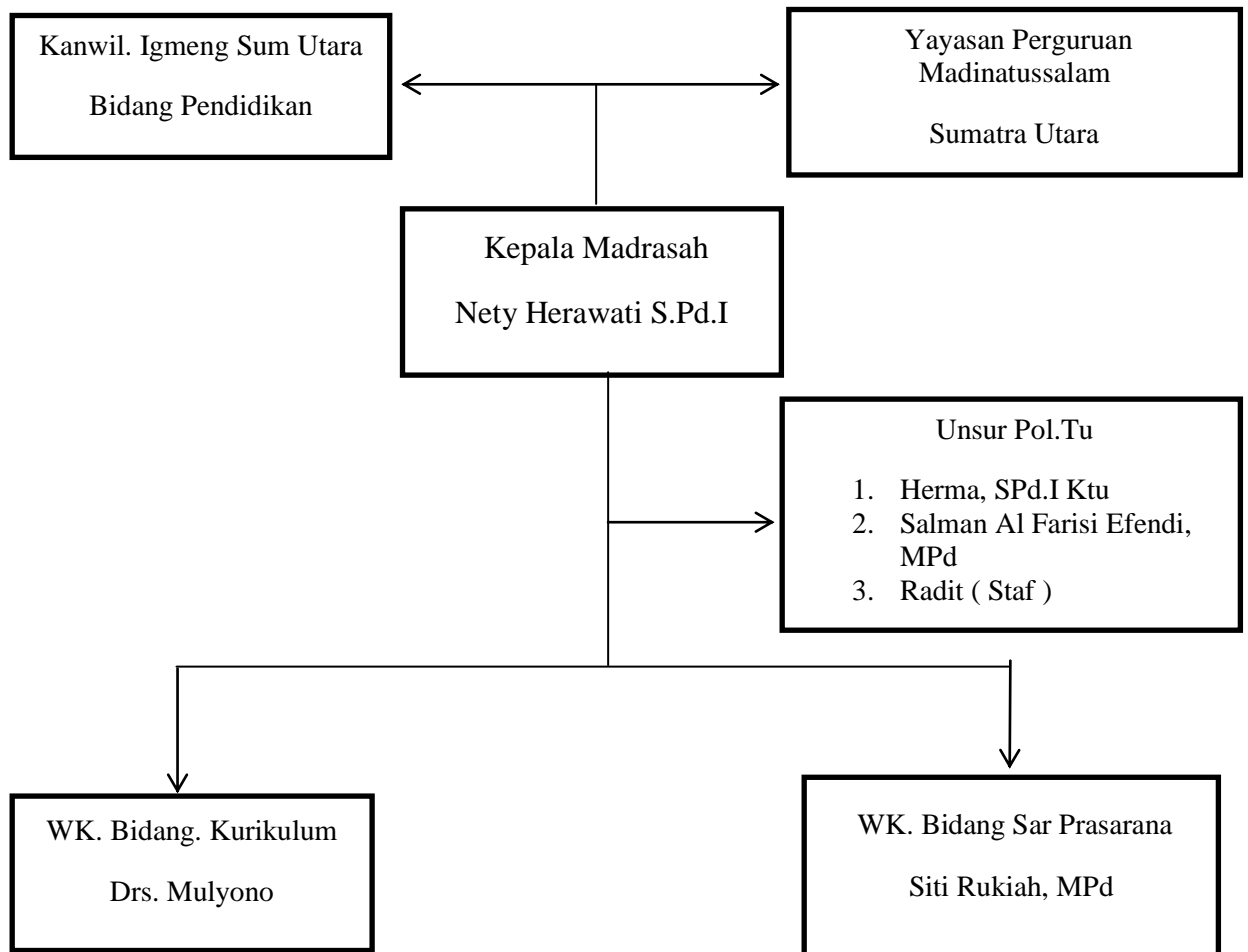 Kanwil. Igmeng Sum Utara
Bidang Pendidikan
Yayasan Perguruan
Madinatussalam
Sumatra Utara
Kepala Madrasah
Nety Herawati S.Pd.I
Unsur Pol.Tu
1. Herma, SPd.I Ktu
2. Salman Al Farisi Efendi,
MPd
3. Radit ( Staf )
WK. Bidang. Kurikulum
Drs. Mulyono
WK. Bidang Sar Prasarana
Siti Rukiah, MPd